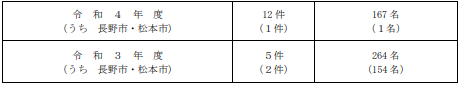 令 和 ４ 年 度 12件 167名
(うち 長野市・松本市) (１件) (１名)
令 和 ３ 年 度 ５件 264名
(うち 長野市・松本市) (２件) (154名)